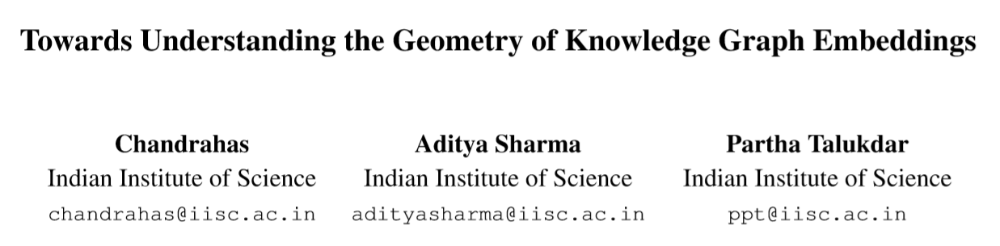 Towards Understanding the Geometry of Knowledge Graph Embeddings
Chandrahas
Indian Institute of Science
chandrahas@iisc.ac.in
Aditya Sharma
Indian Institute of Science
adityasharma@iisc.ac.in
Partha Talukdar
Indian Institute of Science
ppt@iisc.ac.in